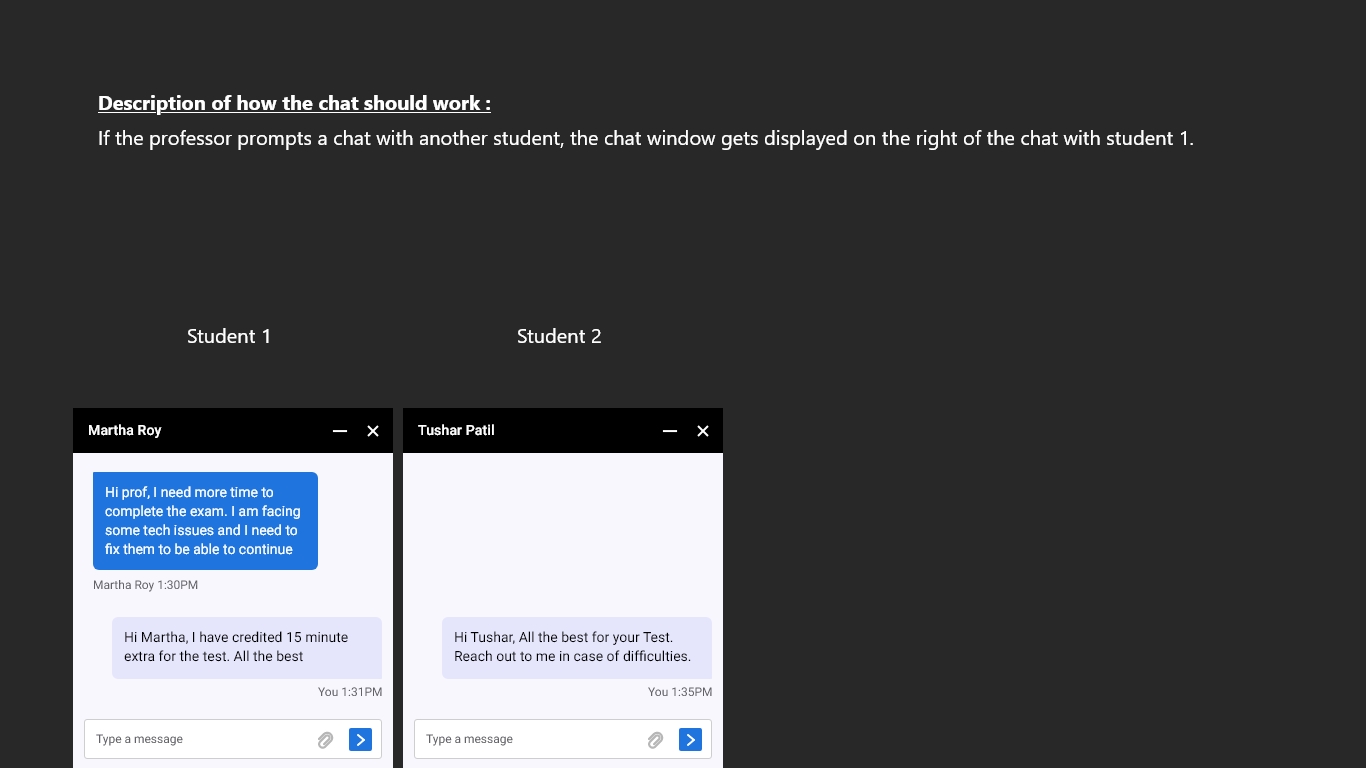 Description of how the chat should work :
If the professor prompts a chat with another student, the chat window gets displayed on the right of the chat with student 1.
Student 1
Student 2
Martha Roy
Hi prof, I need more time to
complete the exam. I am facing
some tech issues and I need to
fix them to be able to continue
Martha Roy 1:30PM
Hi Martha, I have credited 15 minute
extra for the test. All the best
You 1:31PM
Type a message
Tushar Patil
Hi Tushar, All the best for your Test.
Reach out to me in case of difficulties.
You 1:35PM
Type a message